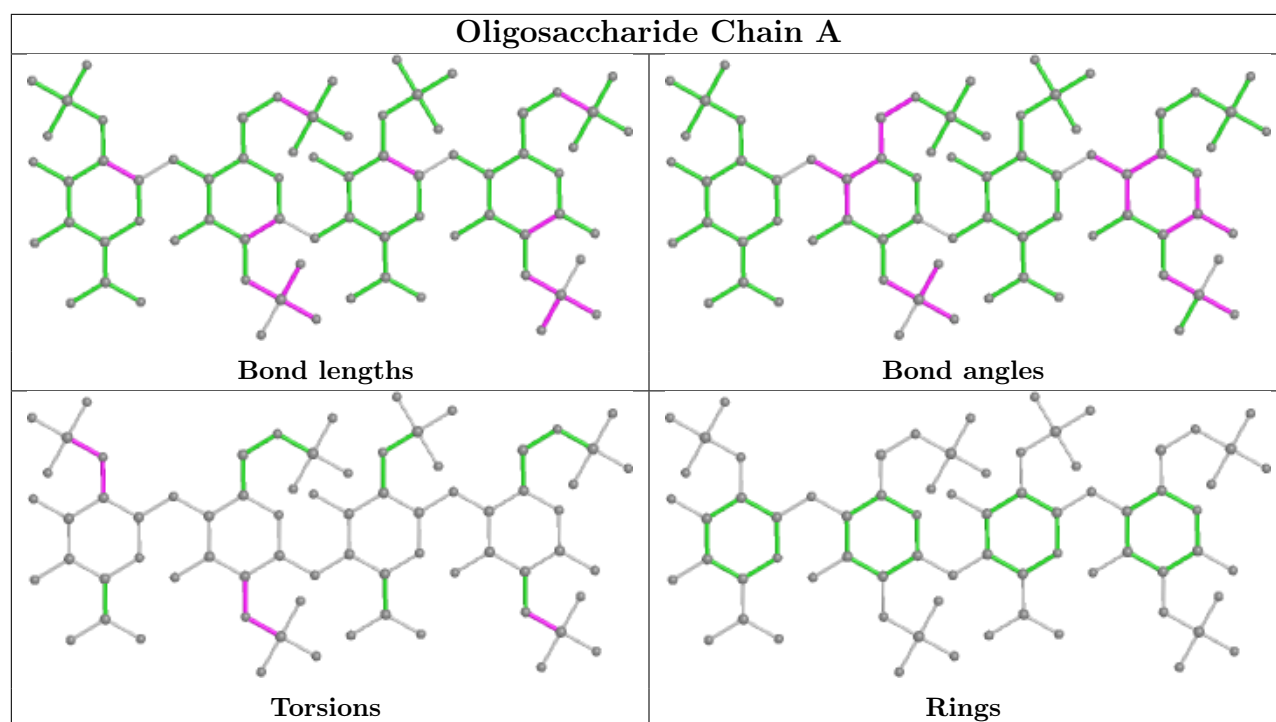 Oligosaccharide Chain A
Bond lengths
Bond angles
Torsions
Rings